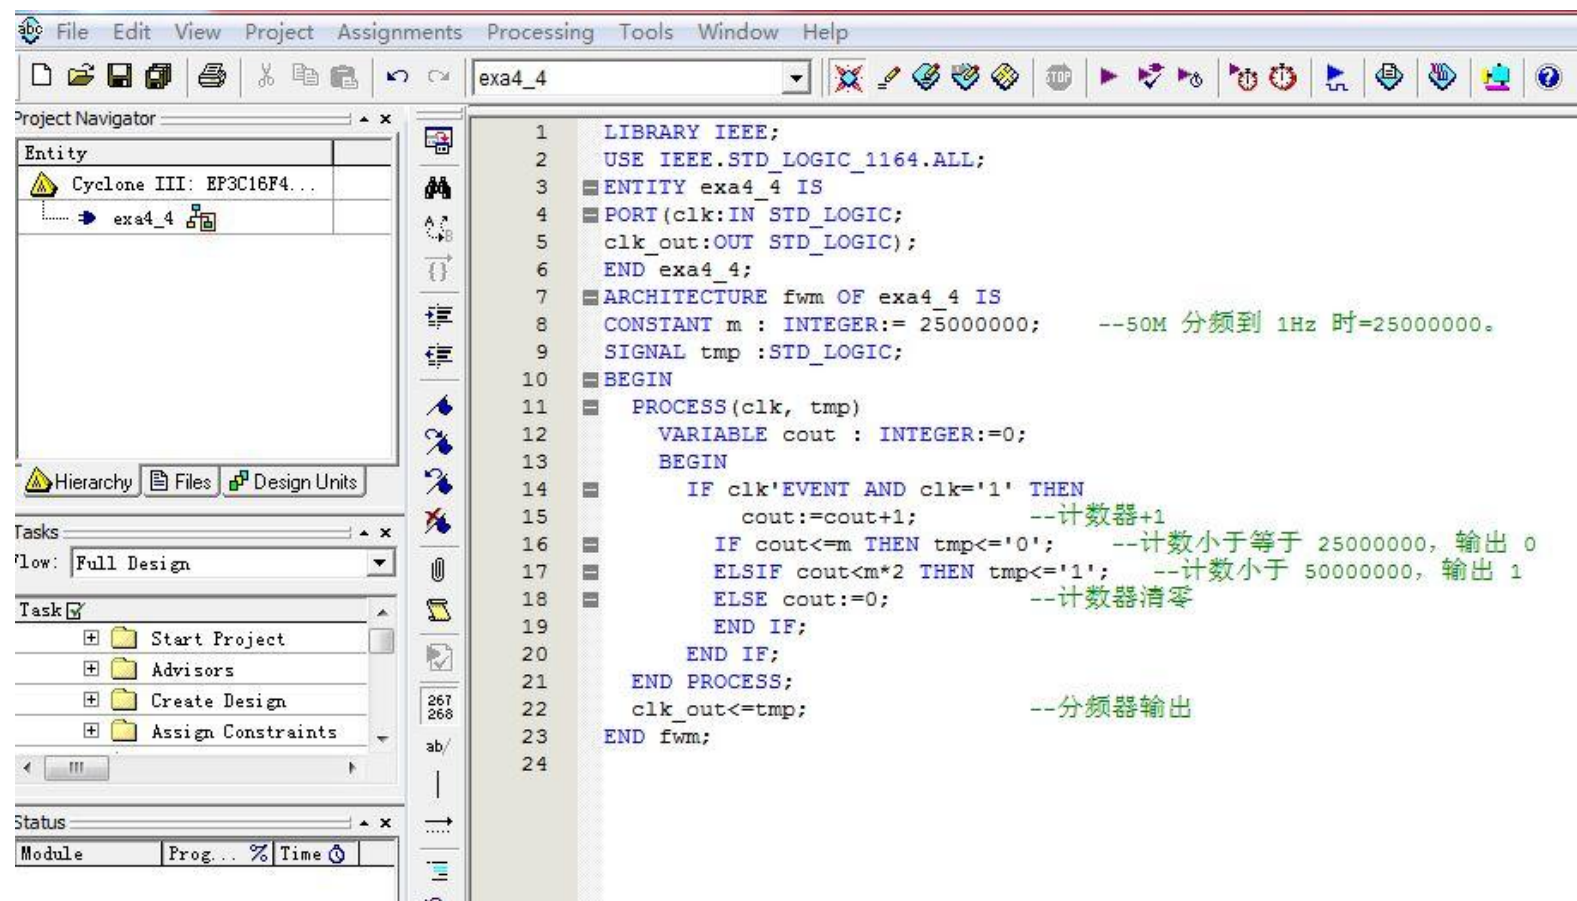 File Edit View Project Assignments Processing Tools Window Help
exa4_4
Project Navigator
Entity
Cyclone III: EP3C16F4...
exa4_4
Hierarchy Files Design Units
Tasks
Flow: Full Design
Task
Start Project
Advisors
Create Design
Assign Constraints
Status
Module Prog... % Time
267
268
ab/
1 LIBRARY IEEE;
2 USE IEEE.STD_LOGIC_1164.ALL;
3 ENTITY exa4_4 IS
4 PORT(clk:IN STD_LOGIC;
5 clk_out:OUT STD_LOGIC);
6 END exa4_4;
7 ARCHITECTURE fwm OF exa4_4 IS
8 CONSTANT m : INTEGER:= 25000000; --50M 分频到 1Hz 时=25000000。
9 SIGNAL tmp :STD_LOGIC;
10 BEGIN
11 PROCESS(clk, tmp)
12 VARIABLE cout : INTEGER:=0;
13 BEGIN
14 IF clk'EVENT AND clk='1' THEN
15 cout:=cout+1; --计数器+1
16 IF cout<=m THEN tmp<='0'; --计数小于等于 25000000，输出 0
17 ELSIF cout<m*2 THEN tmp<='1'; --计数小于 50000000，输出 1
18 ELSE cout:=0; --计数器清零
19 END IF;
20 END IF;
21 END PROCESS;
22 clk_out<=tmp; --分频器输出
23 END fwm;
24